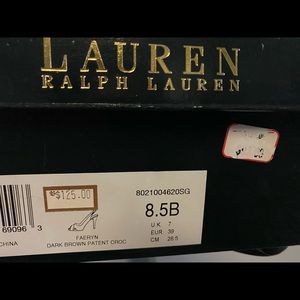 LAUREN
RALPH LAUREN
$125.00
8021004620SG
8.5B
U.K 7
EUR 39
CM 26.5
69096 3
FAERYN
CHINA
DARK BROWN PATENT CROC